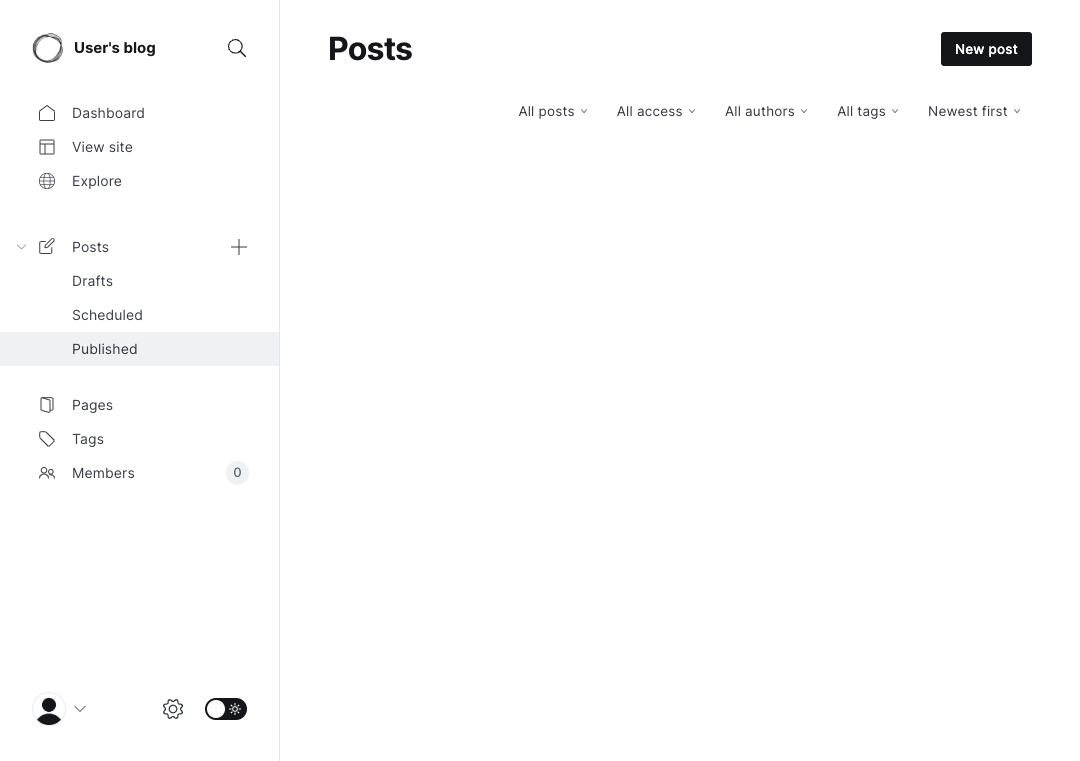 User's blog
Dashboard
View site
Explore
Posts
Drafts
Scheduled
Published
Pages
Tags
Members 0
Posts
New post
All posts All access All authors All tags Newest first